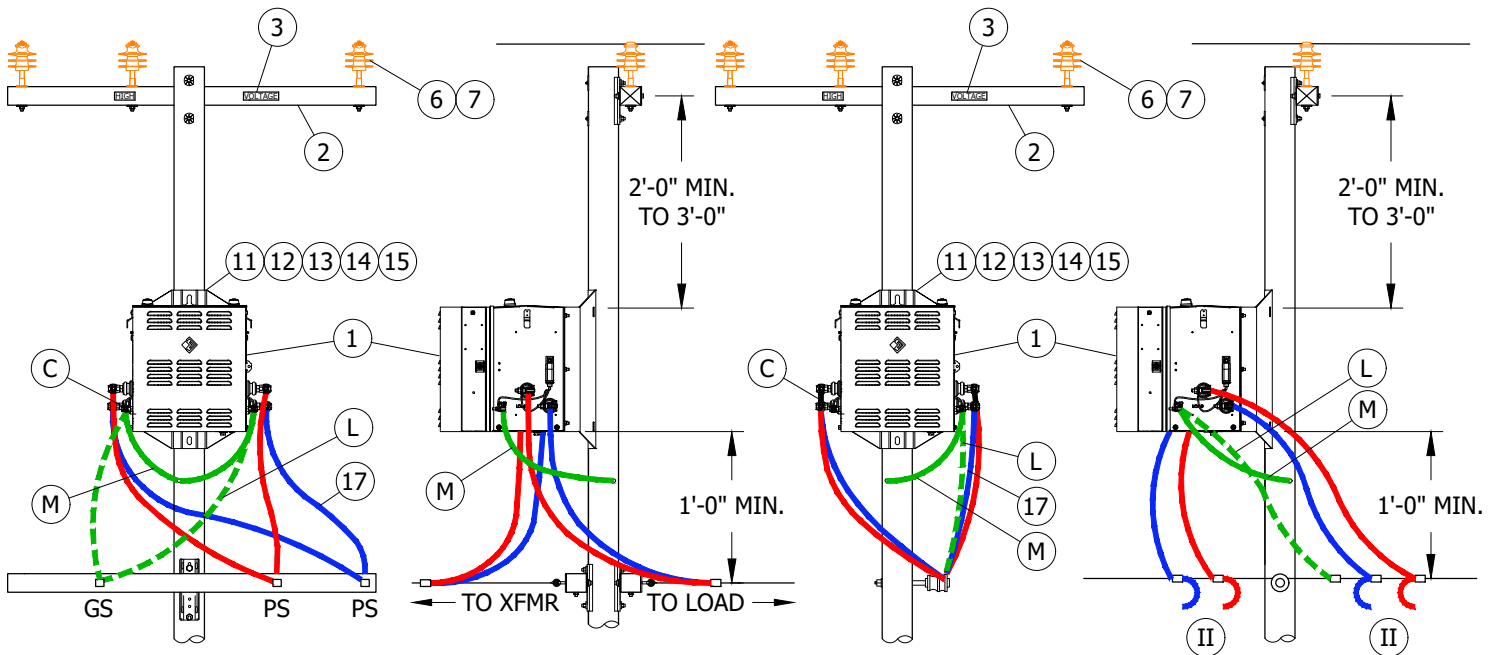 3
3
HIGH
VOLTAGE
HIGH
VOLTAGE
6 7
6 7
2
2
2'-0" MIN.
TO 3'-0"
2'-0" MIN.
TO 3'-0"
11 12 13 14 15
11 12 13 14 15
1
1
C
C
L
M
L
17
M
M
L
17
M
1'-0" MIN.
1'-0" MIN.
GS
PS
PS
TO XFMR
TO LOAD
II
II